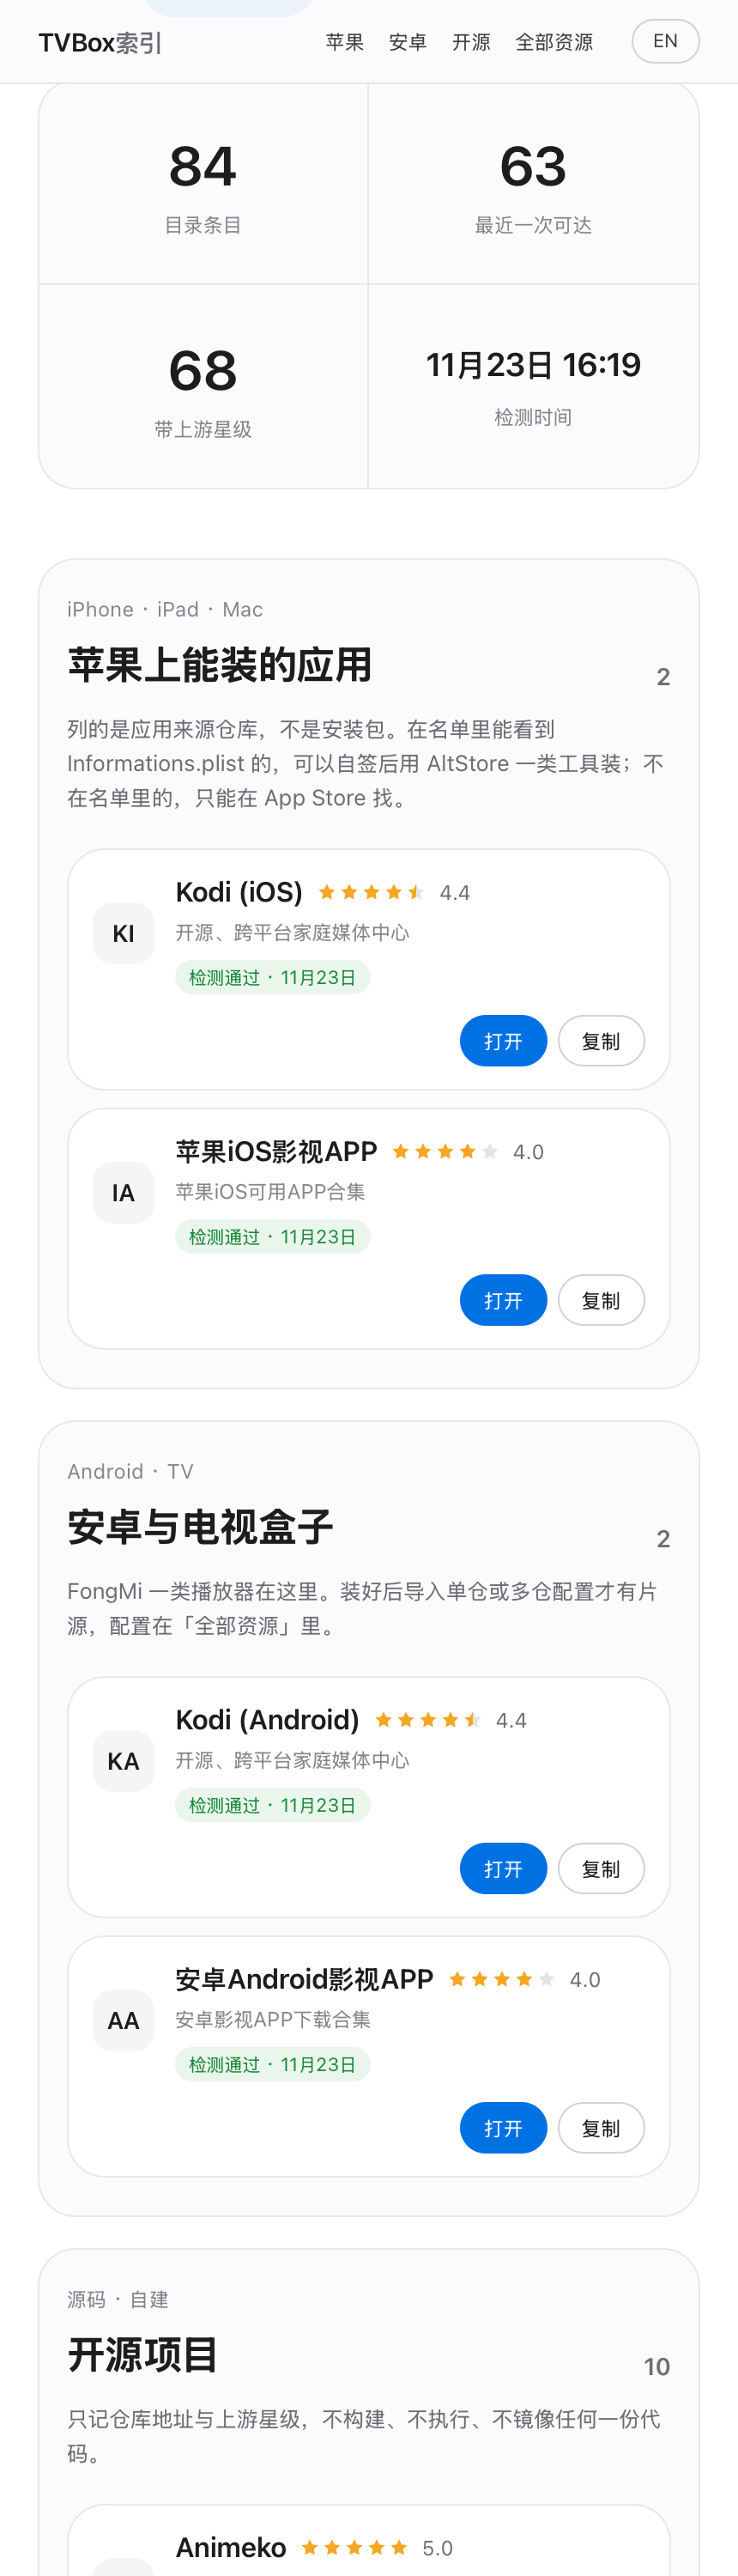 TVBox索引
苹果 安卓 开源 全部资源 EN
84
目录条目
63
最近一次可达
68
带上游星级
11月23日 16:19
检测时间
iPhone · iPad · Mac
苹果上能装的应用
2
列的是应用来源仓库，不是安装包。在名单里能看到
Informations.plist 的，可以自签后用 AltStore 一类工具装；不
在名单里的，只能在 App Store 找。
KI
Kodi (iOS) 4.4
开源、跨平台家庭媒体中心
检测通过 · 11月23日
打开 复制
IA
苹果iOS影视APP 4.0
苹果iOS可用APP合集
检测通过 · 11月23日
打开 复制
Android · TV
安卓与电视盒子
2
FongMi 一类播放器在这里。装好后导入单仓或多仓配置才有片
源，配置在「全部资源」里。
KA
Kodi (Android) 4.4
开源、跨平台家庭媒体中心
检测通过 · 11月23日
打开 复制
AA
安卓Android影视APP 4.0
安卓影视APP下载合集
检测通过 · 11月23日
打开 复制
源码 · 自建
开源项目
10
只记仓库地址与上游星级，不构建、不执行、不镜像任何一份代
码。
Animeko 5.0